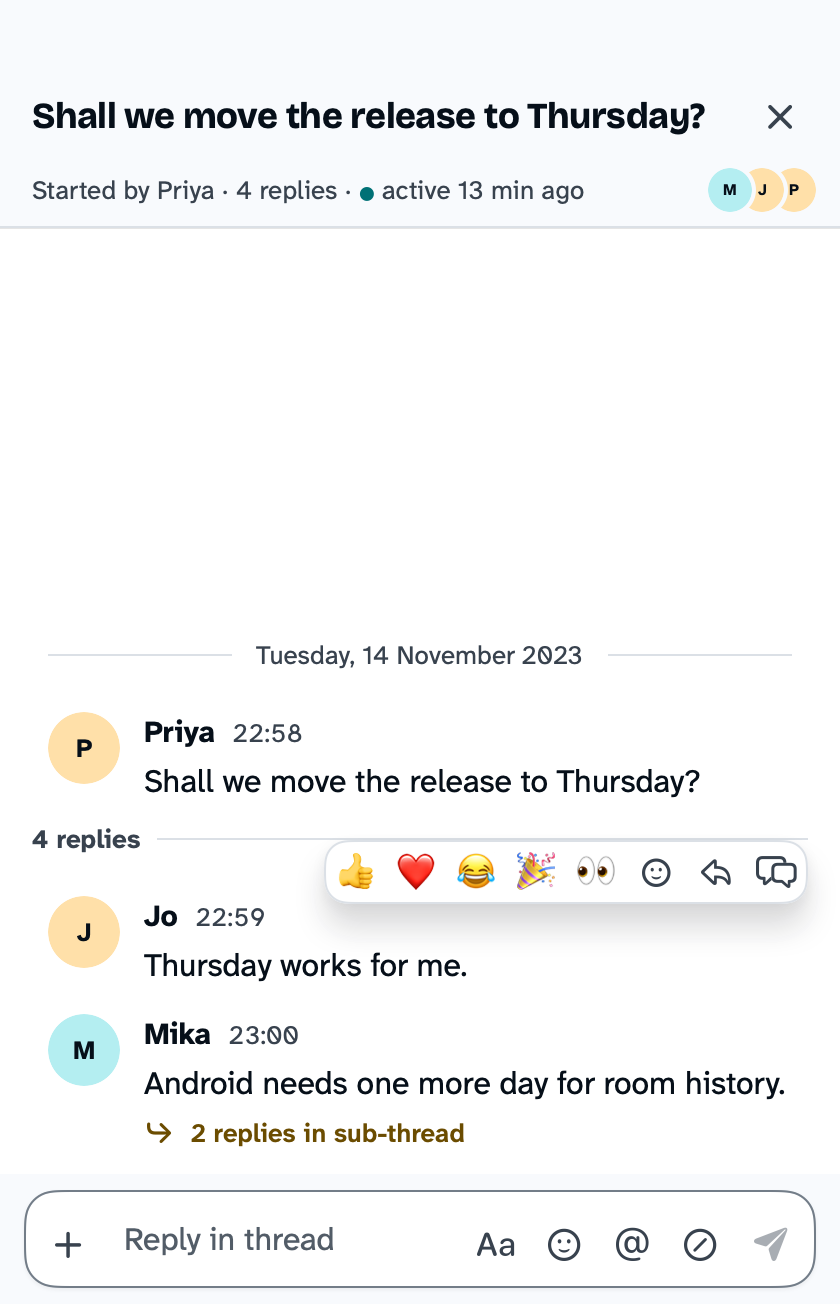 Shall we move the release to Thursday?
Started by Priya · 4 replies · active 13 min ago
M J P
Tuesday, 14 November 2023
P
Priya 22:58
Shall we move the release to Thursday?
4 replies
J
Jo 22:59
Thursday works for me.
M
Mika 23:00
Android needs one more day for room history.
2 replies in sub-thread
Reply in thread
Aa @